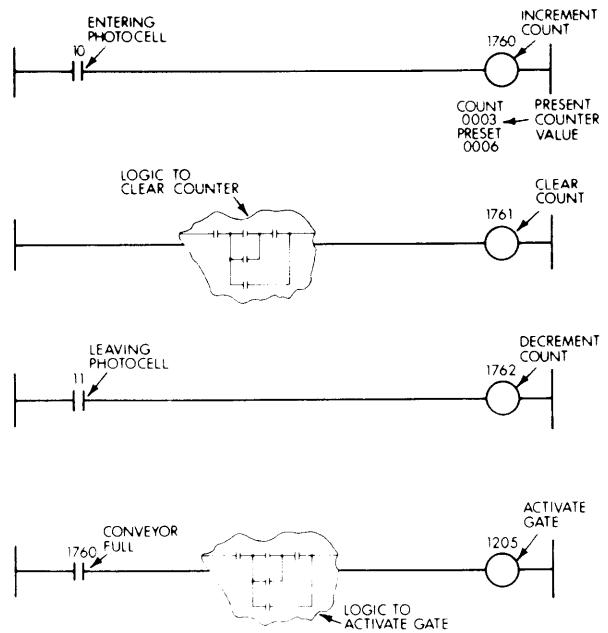 ENTERING
PHOTOCELL
10
1760
INCREMENT
COUNT
COUNT
0003
PRESET
0006
PRESENT
COUNTER
VALUE
LOGIC TO
CLEAR COUNTER
1761
CLEAR
COUNT
LEAVING
PHOTOCELL
11
1762
DECREMENT
COUNT
CONVEYOR
FULL
1760
1205
ACTIVATE
GATE
LOGIC TO
ACTIVATE GATE